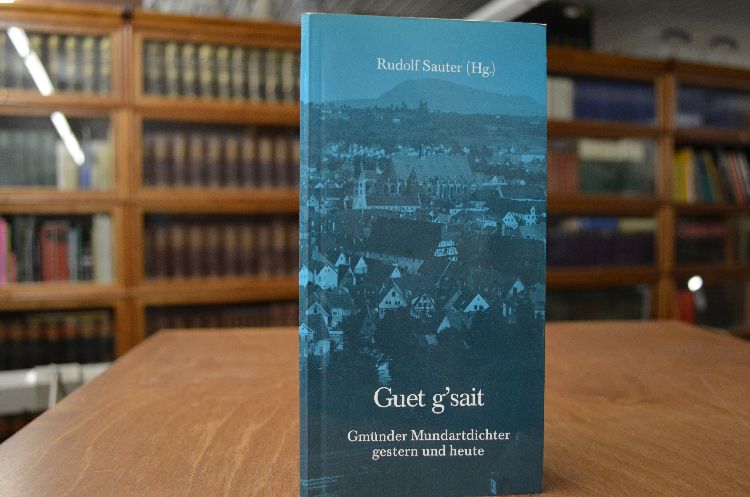 Rudolf Sauter (Hg.)
Guet g'sait
Gmünder Mundartdichter
gestern und heute